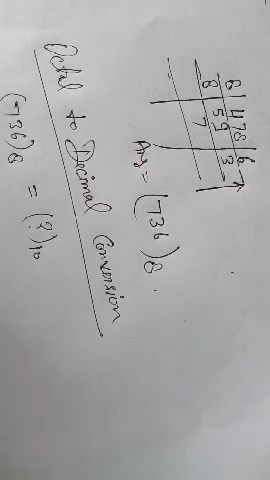 8 478 6
8 59 3
7
Ans = (736)8.
Octal to Decimal Conversion
(736)8 = (?)10